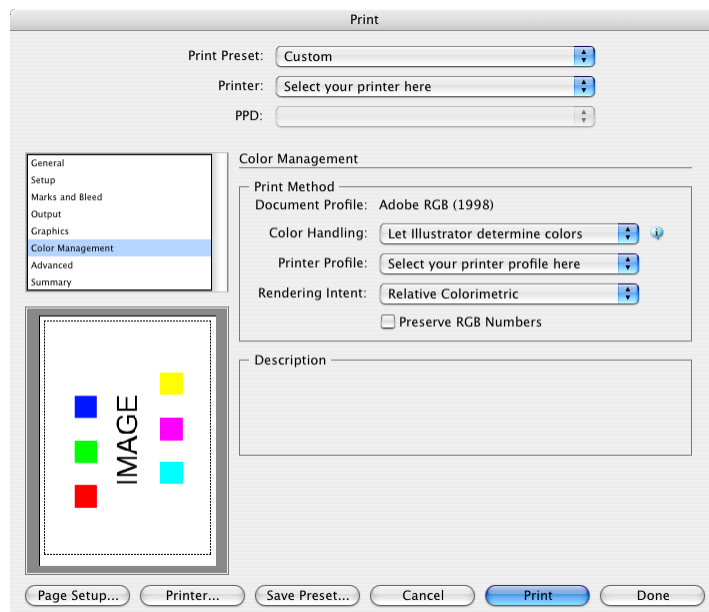 Print
Print Preset: Custom
Printer: Select your printer here
PPD:
General
Setup
Marks and Bleed
Output
Graphics
Color Management
Advanced
Summary
Color Management
Print Method
Document Profile: Adobe RGB (1998)
Color Handling: Let Illustrator determine colors
Printer Profile: Select your printer profile here
Rendering Intent: Relative Colorimetric
Preserve RGB Numbers
Description
IMAGE
Page Setup... Printer... Save Preset... Cancel Print Done